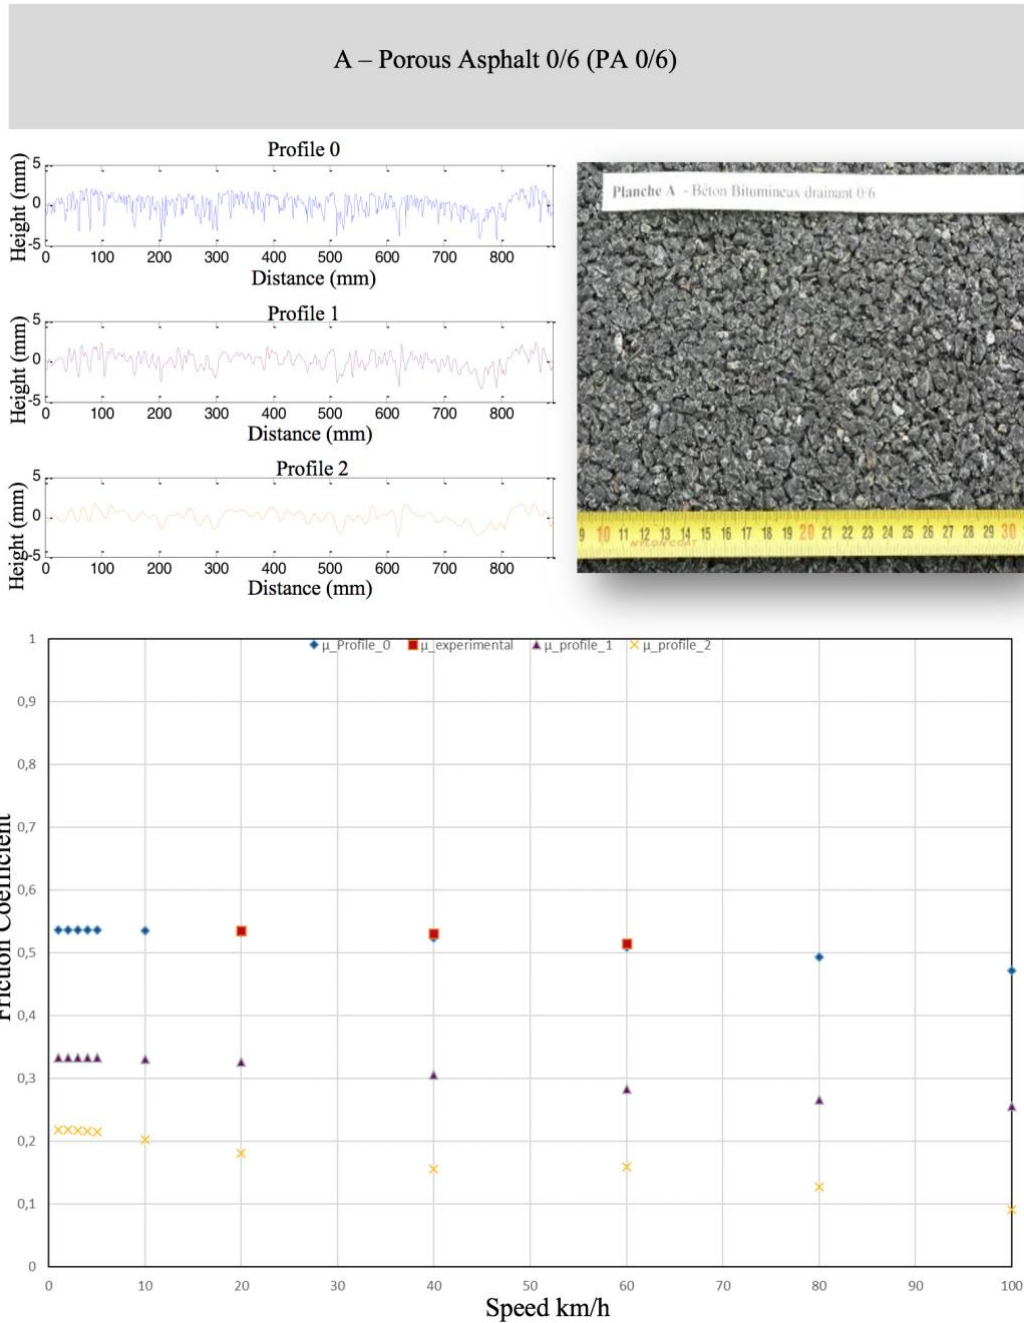 A – Porous Asphalt 0/6 (PA 0/6)
Profile 0
Height (mm)
5
0
-5
0 100 200 300 400 500 600 700 800
Distance (mm)
Profile 1
Height (mm)
5
0
-5
0 100 200 300 400 500 600 700 800
Distance (mm)
Profile 2
Height (mm)
5
0
-5
0 100 200 300 400 500 600 700 800
Distance (mm)
Planche A - Béton Bitumineux drainant 0/6
9 10 11 12 13 14 15 16 17 18 19 20 21 22 23 24 25 26 27 28 29 30
NYLON COAT
μ_Profile_0 μ_experimental μ_profile_1 μ_profile_2
Friction Coefficient
1
0,9
0,8
0,7
0,6
0,5
0,4
0,3
0,2
0,1
0
0 10 20 30 40 50 60 70 80 90 100
Speed km/h